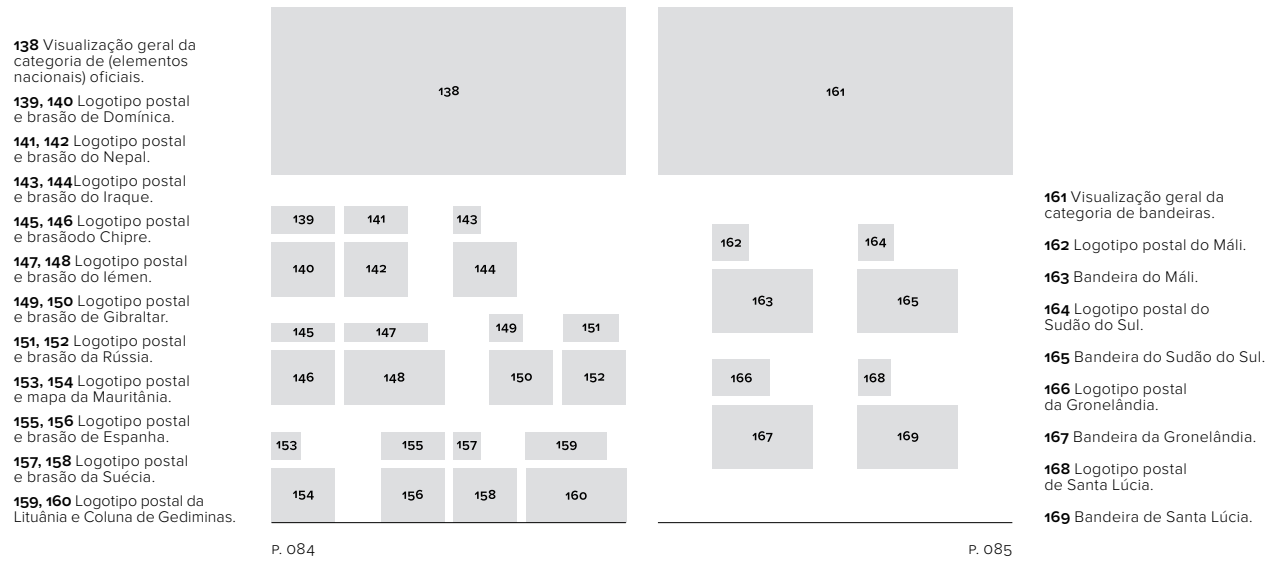 138 Visualização geral da
categoria de (elementos
nacionais) oficiais.
139, 140 Logotipo postal
e brasão de Domínica.
141, 142 Logotipo postal
e brasão do Nepal.
143, 144Logotipo postal
e brasão do Iraque.
145, 146 Logotipo postal
e brasãodo Chipre.
147, 148 Logotipo postal
e brasão do Iémen.
149, 150 Logotipo postal
e brasão de Gibraltar.
151, 152 Logotipo postal
e brasão da Rússia.
153, 154 Logotipo postal
e mapa da Mauritânia.
155, 156 Logotipo postal
e brasão de Espanha.
157, 158 Logotipo postal
e brasão da Suécia.
159, 160 Logotipo postal da
Lituânia e Coluna de Gediminas.
138
139 141 143
140 142 144
145 147 149 151
146 148 150 152
153 155 157 159
154 156 158 160
P. 084
161
162 164
163 165
166 168
167 169
P. 085
161 Visualização geral da
categoria de bandeiras.
162 Logotipo postal do Máli.
163 Bandeira do Máli.
164 Logotipo postal do
Sudão do Sul.
165 Bandeira do Sudão do Sul.
166 Logotipo postal
da Gronelândia.
167 Bandeira da Gronelândia.
168 Logotipo postal
de Santa Lúcia.
169 Bandeira de Santa Lúcia.